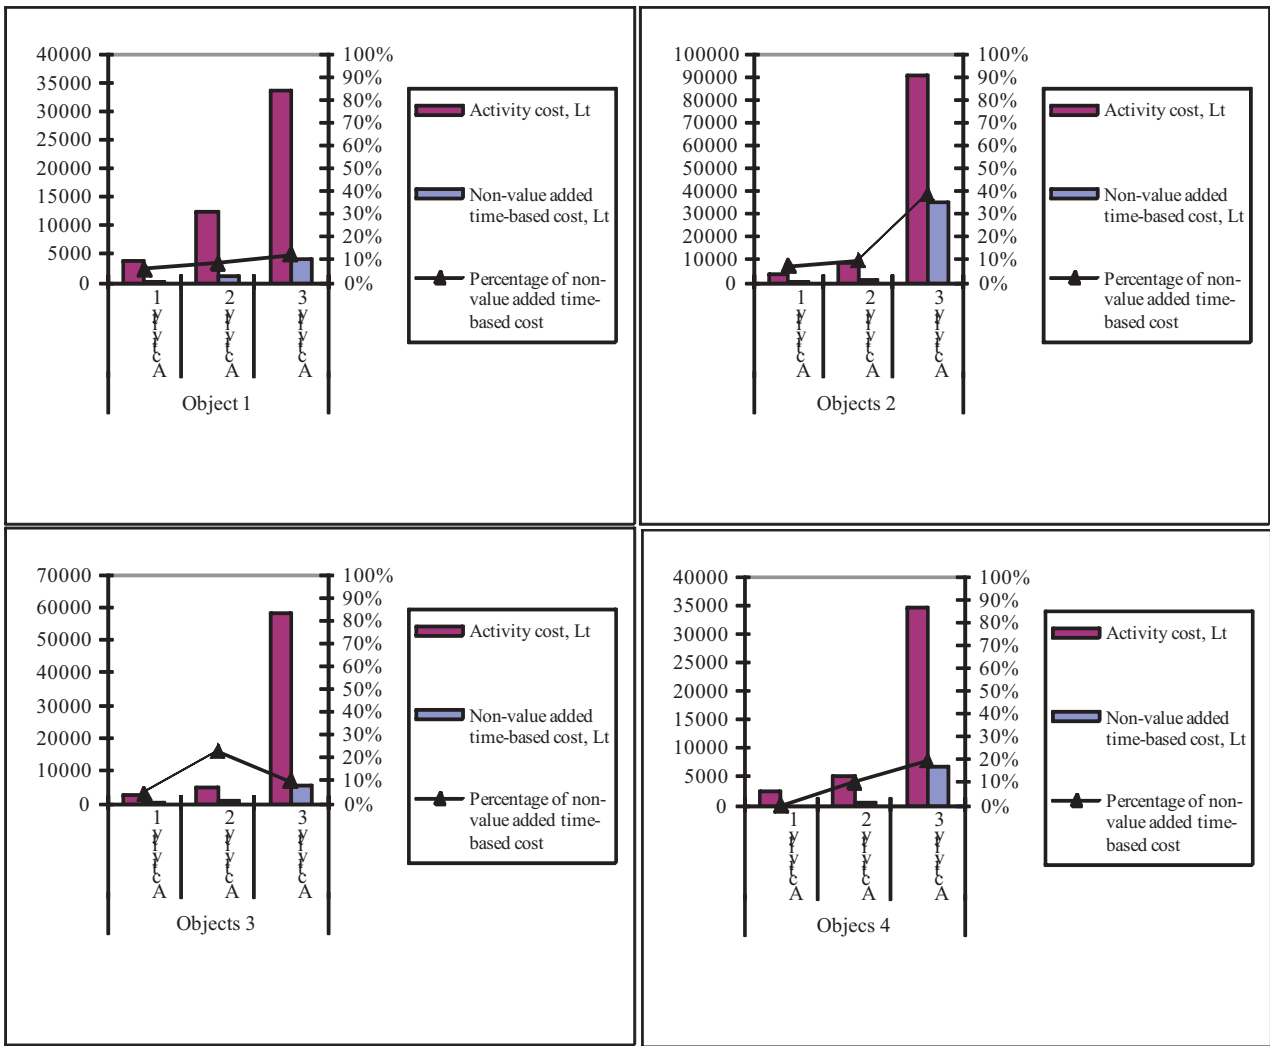 40000
35000
30000
25000
20000
15000
10000
5000
0
100%
90%
80%
70%
60%
50%
40%
30%
20%
10%
0%
Activity 1
Activity 2
Activity 3
Object 1
Activity cost, Lt
Non-value added
time-based cost, Lt
Percentage of non-
value added time-
based cost
100000
90000
80000
70000
60000
50000
40000
30000
20000
10000
0
100%
90%
80%
70%
60%
50%
40%
30%
20%
10%
0%
Activity 1
Activity 2
Activity 3
Objects 2
Activity cost, Lt
Non-value added
time-based cost, Lt
Percentage of non-
value added time-
based cost
70000
60000
50000
40000
30000
20000
10000
0
100%
90%
80%
70%
60%
50%
40%
30%
20%
10%
0%
Activity 1
Activity 2
Activity 3
Objects 3
Activity cost, Lt
Non-value added
time-based cost, Lt
Percentage of non-
value added time-
based cost
40000
35000
30000
25000
20000
15000
10000
5000
0
100%
90%
80%
70%
60%
50%
40%
30%
20%
10%
0%
Activity 1
Activity 2
Activity 3
Objecs 4
Activity cost, Lt
Non-value added
time-based cost, Lt
Percentage of non-
value added time-
based cost